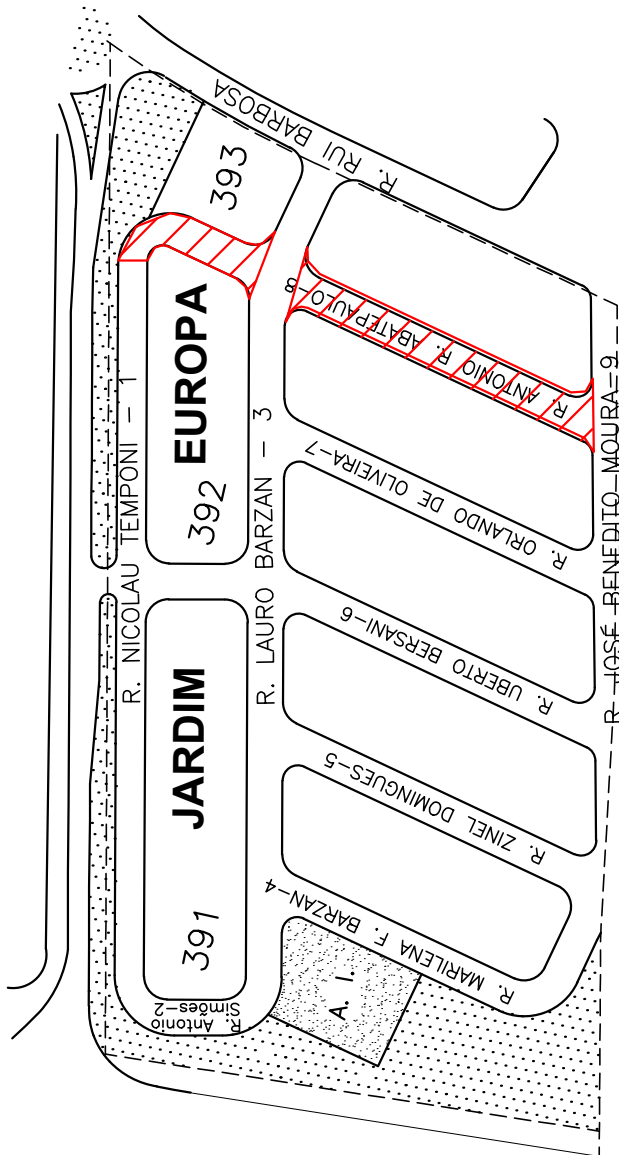 R. RUI BARBOSA
393
R. NICOLAU TEMPONI - 1
EUROPA
392
R. LAURO BARZAN - 3
R. ANTONIO R. ABATEPAULO-8
R. ORLANDO DE OLIVEIRA-7
R. JOSÉ BENEDITO MOURA-9
R. UBERTO BERSANI-6
JARDIM
391
R. ZINEL DOMINGUES-5
R. MARILENA F. BARZAN-4
R. Antonio
Simões-2
A. I.